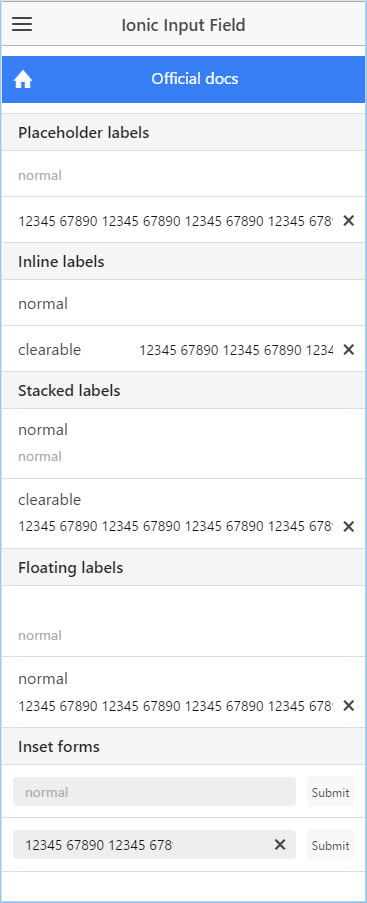 Ionic Input Field
Official docs
Placeholder labels
normal
12345 67890 12345 67890 12345 67890 12345 678
Inline labels
normal
clearable 12345 67890 12345 67890 1234
Stacked labels
normal
normal
clearable
12345 67890 12345 67890 12345 67890 12345 678
Floating labels
normal
normal
12345 67890 12345 67890 12345 67890 12345 678
Inset forms
normal Submit
12345 67890 12345 678 Submit